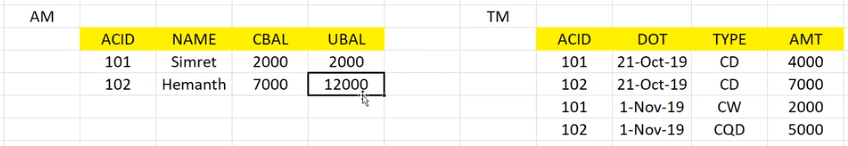 AM TM
ACID NAME CBAL UBAL ACID DOT TYPE AMT
101 Simret 2000 2000 101 21-Oct-19 CD 4000
102 Hemanth 7000 12000 102 21-Oct-19 CD 7000
101 1-Nov-19 CW 2000
102 1-Nov-19 CQD 5000